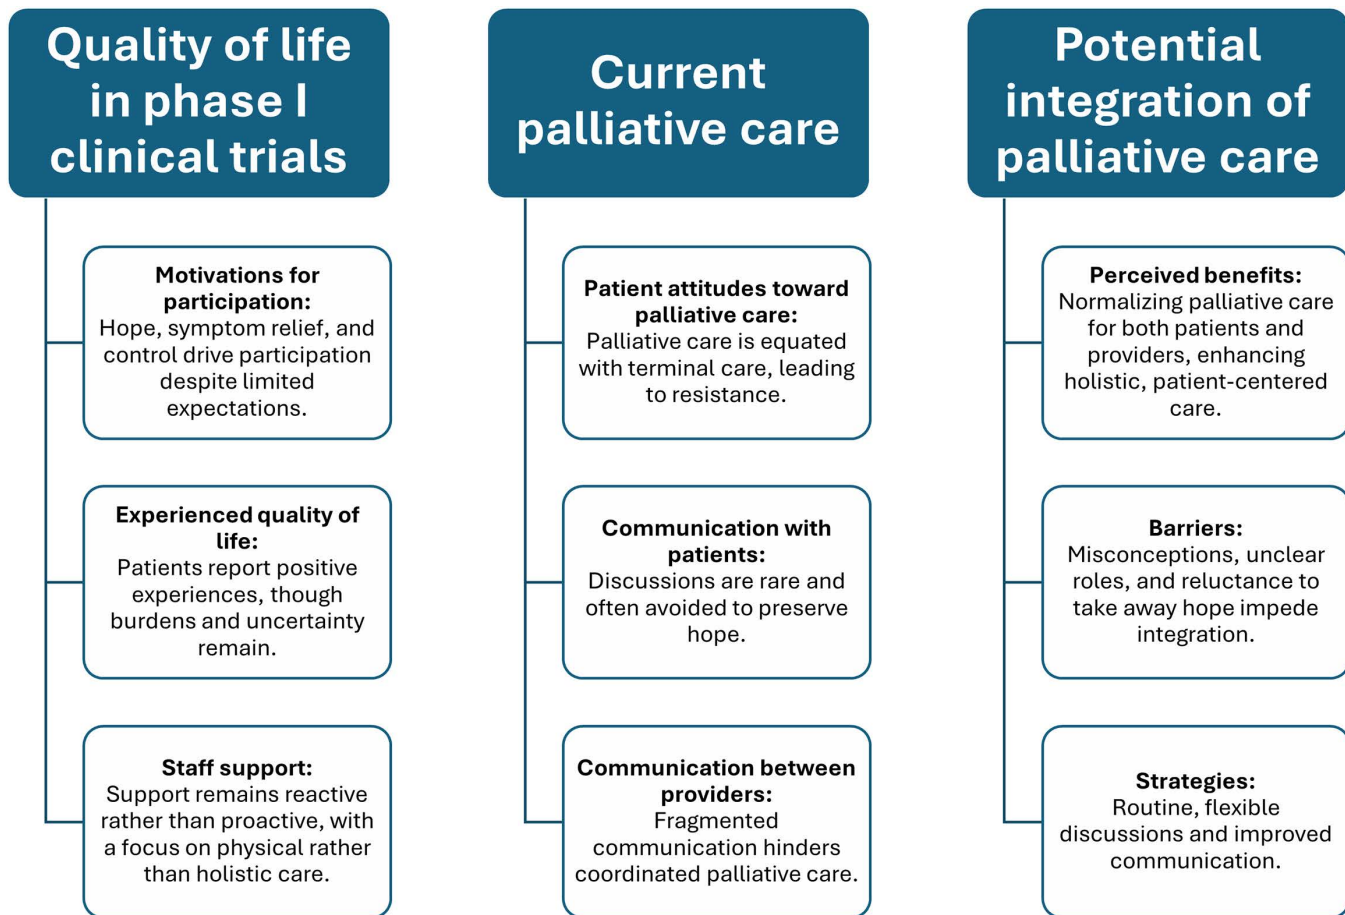 Quality of life
in phase I
clinical trials
Motivations for
participation:
Hope, symptom relief, and
control drive participation
despite limited
expectations.
Experienced quality of
life:
Patients report positive
experiences, though
burdens and uncertainty
remain.
Staff support:
Support remains reactive
rather than proactive, with
a focus on physical rather
than holistic care.
Current
palliative care
Patient attitudes toward
palliative care:
Palliative care is equated
with terminal care, leading
to resistance.
Communication with
patients:
Discussions are rare and
often avoided to preserve
hope.
Communication between
providers:
Fragmented
communication hinders
coordinated palliative care.
Potential
integration of
palliative care
Perceived benefits:
Normalizing palliative care
for both patients and
providers, enhancing
holistic, patient-centered
care.
Barriers:
Misconceptions, unclear
roles, and reluctance to
take away hope impede
integration.
Strategies:
Routine, flexible
discussions and improved
communication.